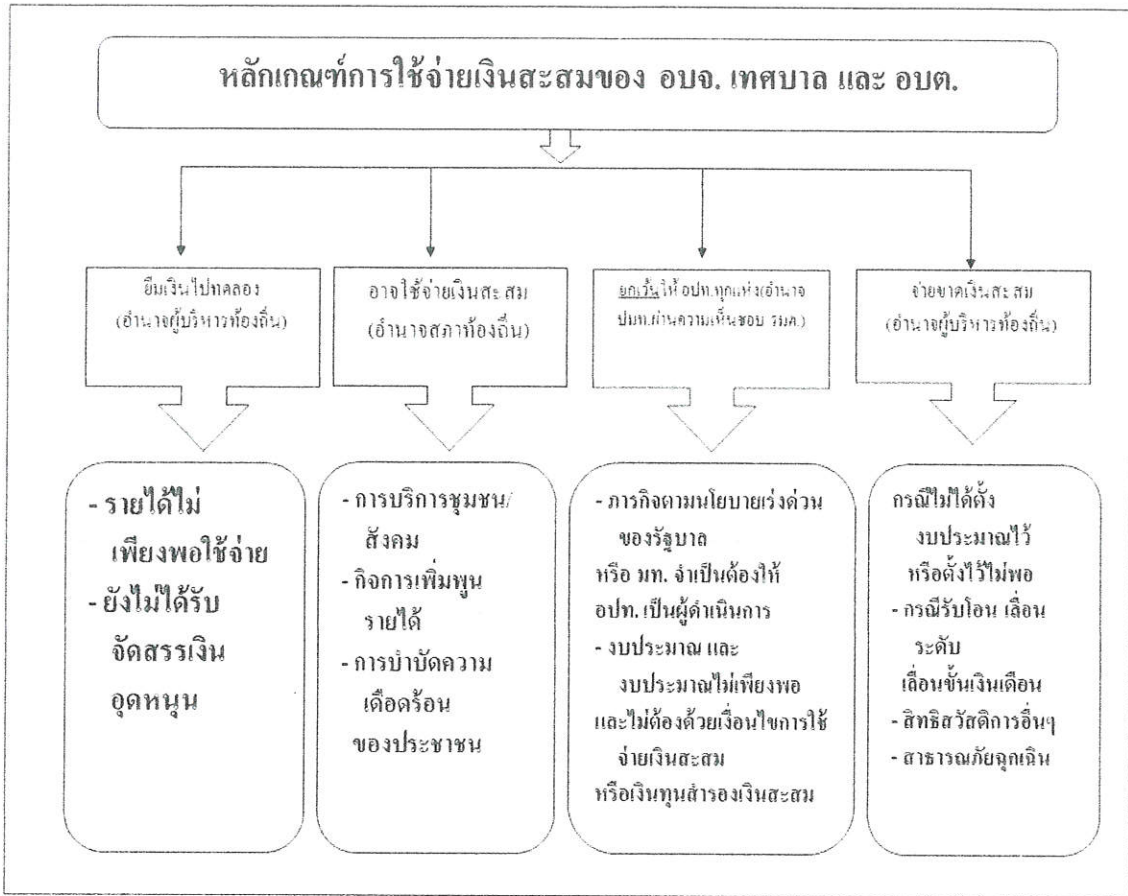 หลักเกณฑ์การใช้จ่ายเงินสะสมของ อบจ. เทศบาล และ อบต.
ยืมเงินไปทดลอง
(อำนาจผู้บริหารท้องถิ่น)
อาจใช้จ่ายเงินสะสม
(อำนาจสภาท้องถิ่น)
ยกเว้นให้ อปท.ทุกแห่ง(อำนาจ
ปมท.ผ่านความเห็นชอบ รมต.)
จ่ายขาดเงินสะสม
(อำนาจผู้บริหารท้องถิ่น)
- รายได้ไม่
เพียงพอใช้จ่าย
- ยังไม่ได้รับ
จัดสรรเงิน
อุดหนุน
- การบริการชุมชน/
สังคม
- กิจการเพิ่มพูน
รายได้
- การบำบัดความ
เดือดร้อน
ของประชาชน
- ภารกิจตามนโยบายเร่งด่วน
ของรัฐบาล
หรือ มท. จำเป็นต้องให้
อปท. เป็นผู้ดำเนินการ
- งบประมาณ และ
งบประมาณไม่เพียงพอ
และไม่ต้องด้วยเงื่อนไขการใช้
จ่ายเงินสะสม
หรือเงินทุนสำรองเงินสะสม
กรณีไม่ได้ตั้ง
งบประมาณไว้
หรือตั้งไว้ไม่พอ
- กรณีรับโอน เลื่อน
ระดับ
เลื่อนขั้นเงินเดือน
- สิทธิสวัสดิการอื่นๆ
- สาธารณภัยฉุกเฉิน